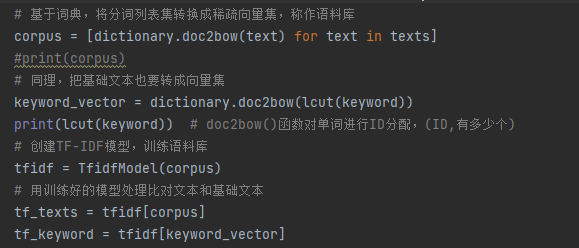 # 基于词典，将分词列表集转换成稀疏向量集，称作语料库
corpus = [dictionary.doc2bow(text) for text in texts]
#print(corpus)
# 同理，把基础文本也要转成向量集
keyword_vector = dictionary.doc2bow(lcut(keyword))
print(lcut(keyword))  # doc2bow()函数对单词进行ID分配，(ID,有多少个)
# 创建TF-IDF模型，训练语料库
tfidf = TfidfModel(corpus)
# 用训练好的模型处理比对文本和基础文本
tf_texts = tfidf[corpus]
tf_keyword = tfidf[keyword_vector]